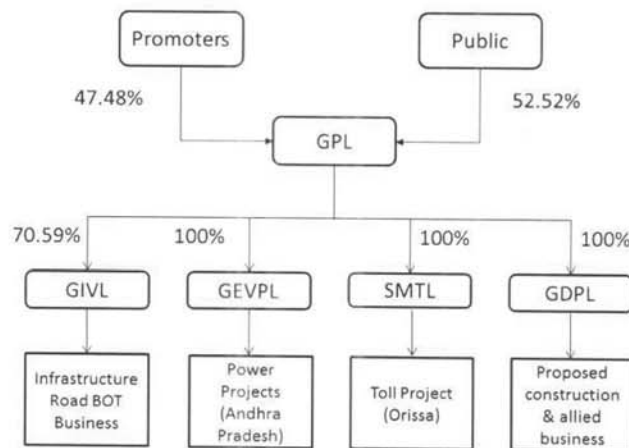 Promoters
Public
47.48%
52.52%
GPL
70.59%
100%
100%
100%
GIVL
GEVPL
SMTL
GDPL
Infrastructure
Road BOT
Business
Power
Projects
(Andhra
Pradesh)
Toll Project
(Orissa)
Proposed
construction
& allied
business